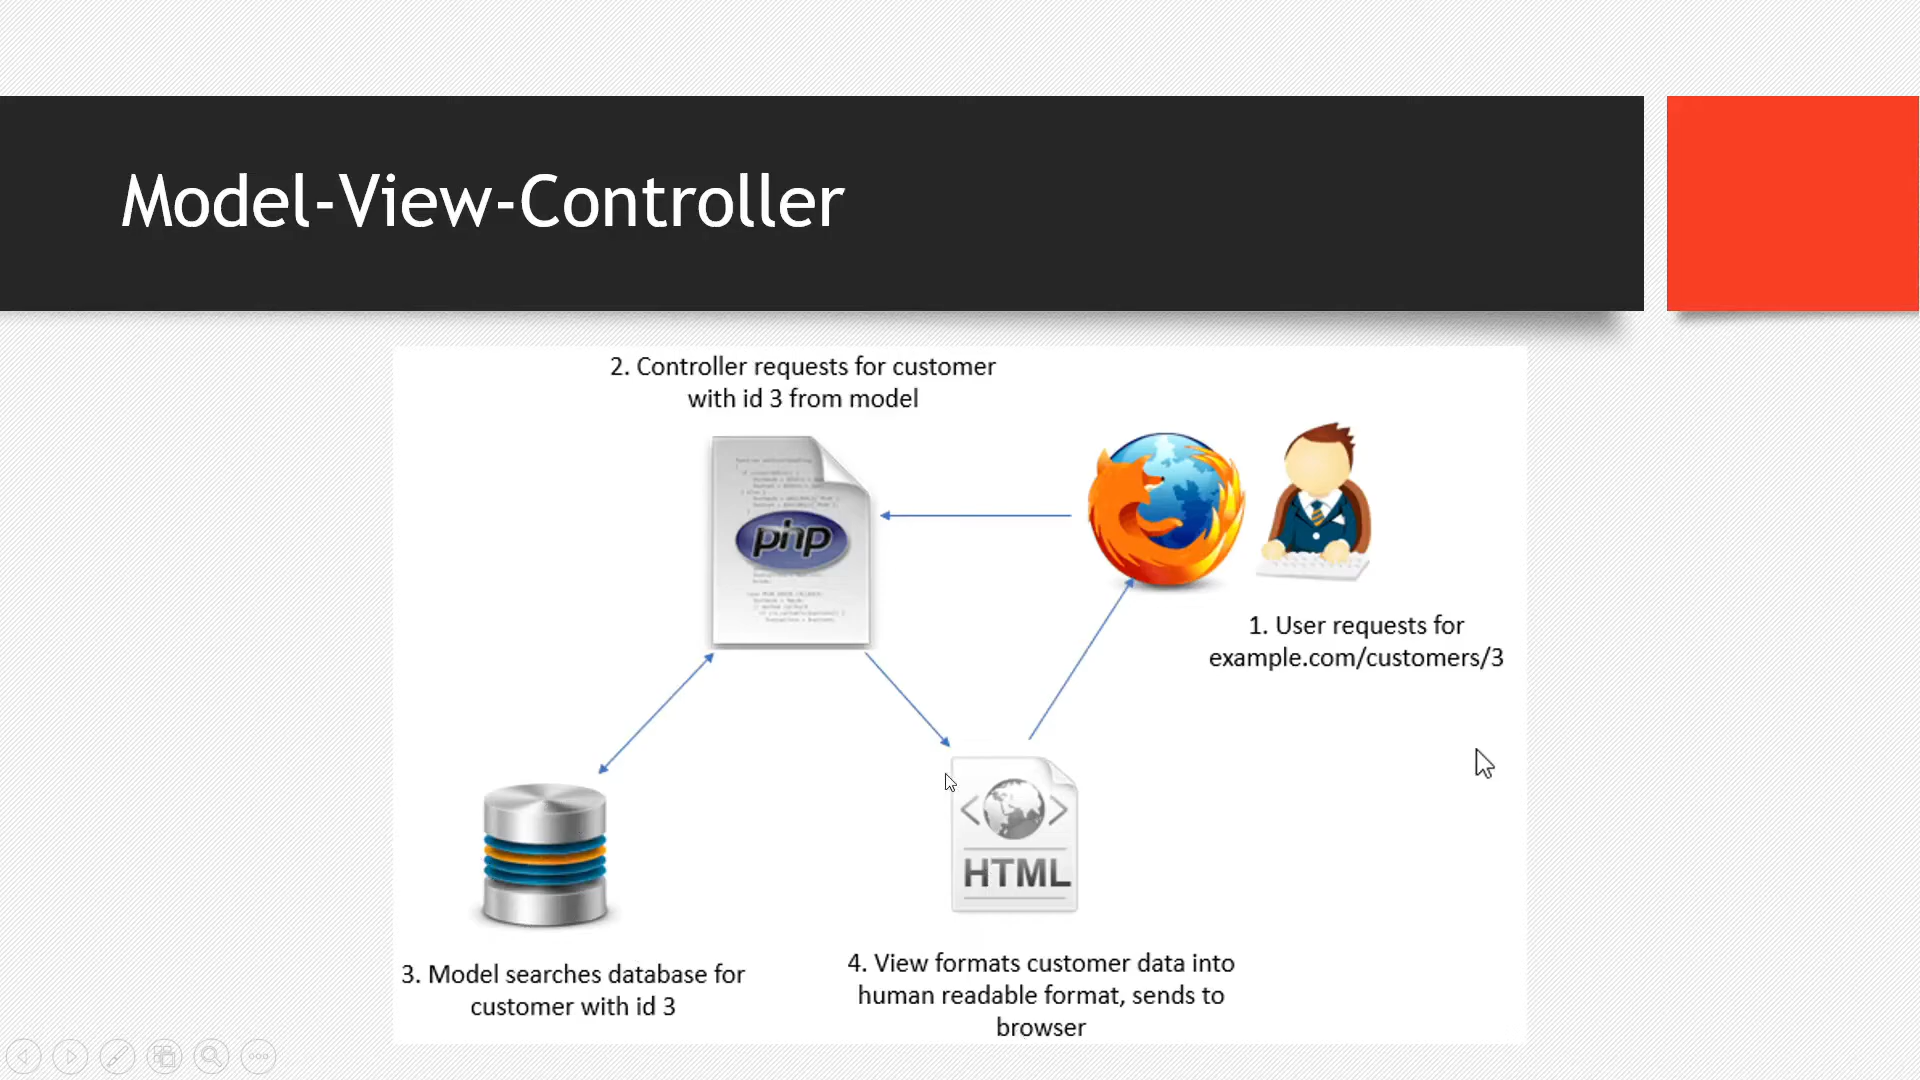 Model-View-Controller
2. Controller requests for customer
with id 3 from model
php
1. User requests for
example.com/customers/3
HTML
3. Model searches database for
customer with id 3
4. View formats customer data into
human readable format, sends to
browser